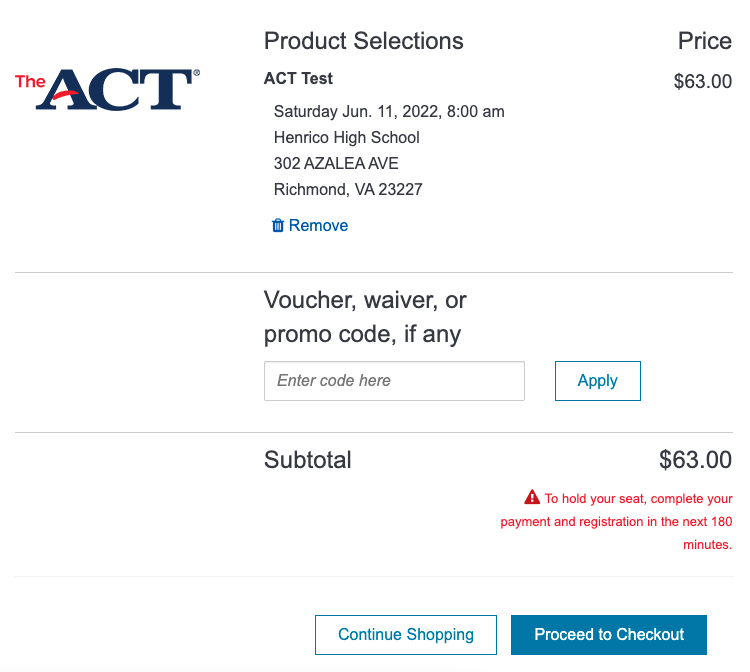 Product Selections Price
The ACT®
ACT Test $63.00
Saturday Jun. 11, 2022, 8:00 am
Henrico High School
302 AZALEA AVE
Richmond, VA 23227
Remove
Voucher, waiver, or
promo code, if any
Enter code here Apply
Subtotal $63.00
To hold your seat, complete your
payment and registration in the next 180
minutes.
Continue Shopping Proceed to Checkout